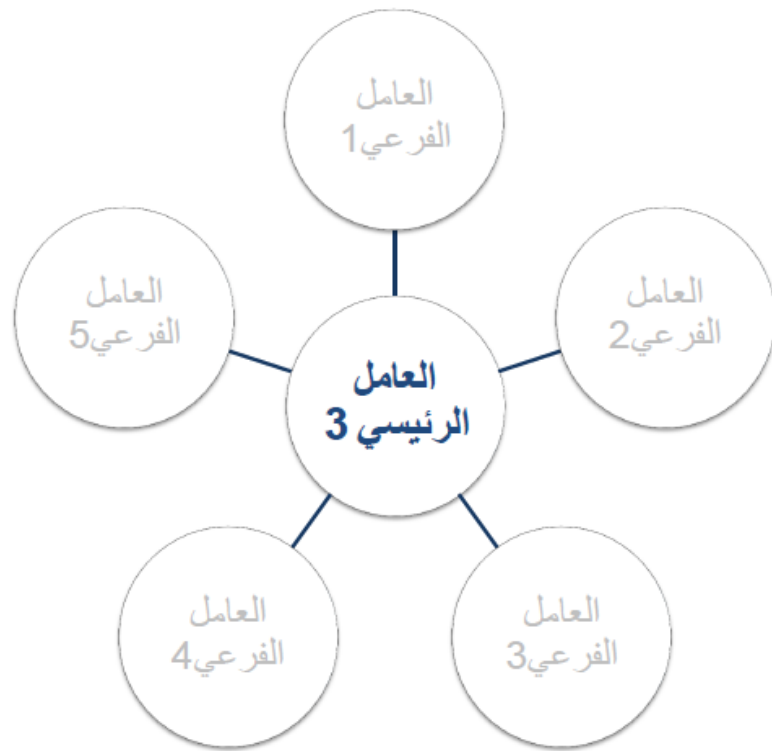 العامل
الفرعي1
العامل
الفرعي5
العامل
الفرعي2
العامل
الرئيسي 3
العامل
الفرعي4
العامل
الفرعي3